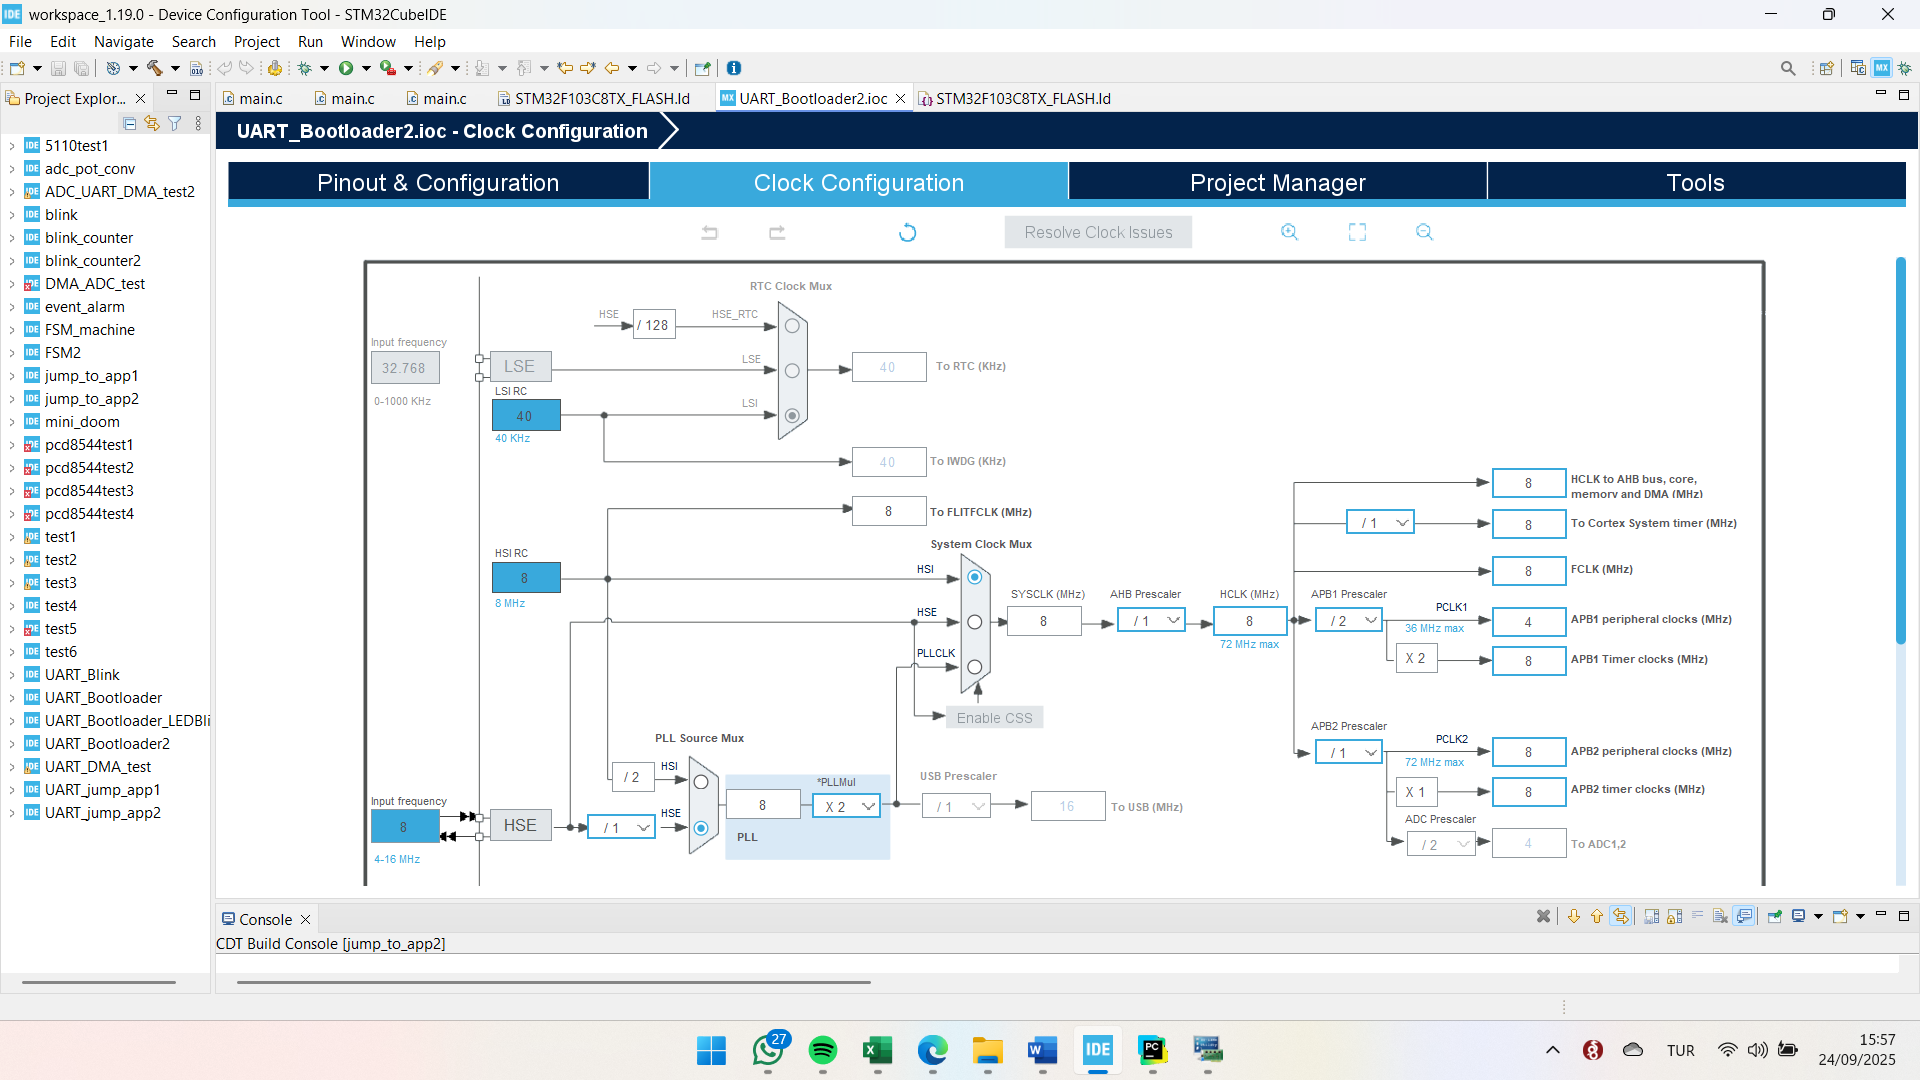 workspace_1.19.0 - Device Configuration Tool - STM32CubeIDE
File Edit Navigate Search Project Run Window Help
Project Explor...
main.c
main.c
main.c
STM32F103C8TX_FLASH.ld
UART_Bootloader2.ioc
STM32F103C8TX_FLASH.ld
UART_Bootloader2.ioc - Clock Configuration
Pinout & Configuration
Clock Configuration
Project Manager
Tools
Resolve Clock Issues
5110test1
adc_pot_conv
ADC_UART_DMA_test2
blink
blink_counter
blink_counter2
DMA_ADC_test
event_alarm
FSM_machine
FSM2
jump_to_app1
jump_to_app2
mini_doom
pcd8544test1
pcd8544test2
pcd8544test3
pcd8544test4
test1
test2
test3
test4
test5
test6
UART_Blink
UART_Bootloader
UART_Bootloader_LEDBli
UART_Bootloader2
UART_DMA_test
UART_jump_app1
UART_jump_app2
RTC Clock Mux
HSE
/ 128
HSE_RTC
Input frequency
32.768
0-1000 KHz
LSE
LSE
40
To RTC (KHz)
LSI RC
40
40 KHz
LSI
40
To IWDG (KHz)
8
To FLITFCLK (MHz)
System Clock Mux
HSI RC
8
8 MHz
HSI
HSE
PLLCLK
SYSCLK (MHz)
8
AHB Prescaler
/ 1
HCLK (MHz)
8
72 MHz max
Enable CSS
8
HCLK to AHB bus, core,
memory and DMA (MHz)
/ 1
8
To Cortex System timer (MHz)
8
FCLK (MHz)
APB1 Prescaler
/ 2
PCLK1
36 MHz max
4
APB1 peripheral clocks (MHz)
X 2
8
APB1 Timer clocks (MHz)
APB2 Prescaler
/ 1
PCLK2
72 MHz max
8
APB2 peripheral clocks (MHz)
X 1
8
APB2 timer clocks (MHz)
ADC Prescaler
/ 2
4
To ADC1,2
PLL Source Mux
/ 2
HSI
Input frequency
8
4-16 MHz
HSE
/ 1
HSE
8
PLL
*PLLMul
X 2
USB Prescaler
/ 1
16
To USB (MHz)
Console
CDT Build Console [jump_to_app2]
27
IDE
TUR
15:57
24/09/2025